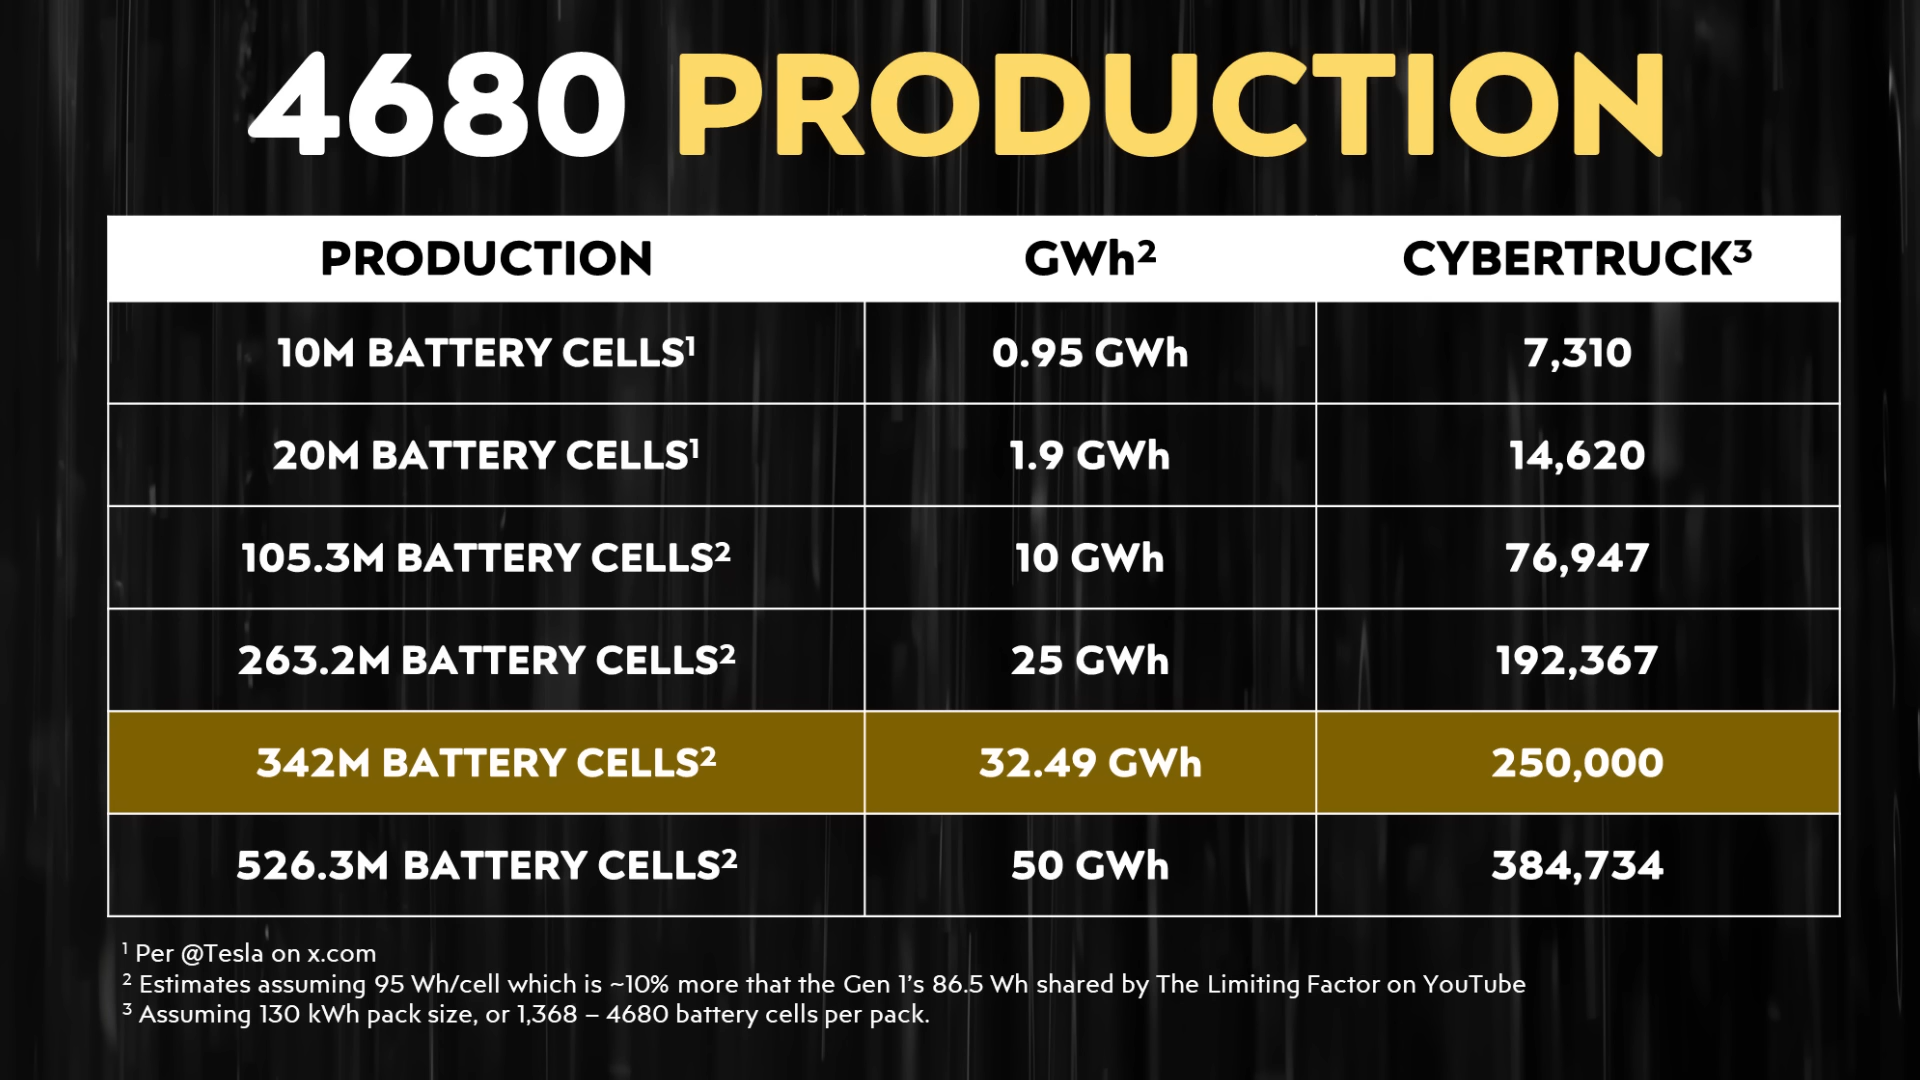 4680 PRODUCTION
PRODUCTION GWh² CYBERTRUCK³
10M BATTERY CELLS¹ 0.95 GWh 7,310
20M BATTERY CELLS¹ 1.9 GWh 14,620
105.3M BATTERY CELLS² 10 GWh 76,947
263.2M BATTERY CELLS² 25 GWh 192,367
342M BATTERY CELLS² 32.49 GWh 250,000
526.3M BATTERY CELLS² 50 GWh 384,734
¹ Per @Tesla on x.com
² Estimates assuming 95 Wh/cell which is ~10% more that the Gen 1’s 86.5 Wh shared by The Limiting Factor on YouTube
³ Assuming 130 kWh pack size, or 1,368 – 4680 battery cells per pack.